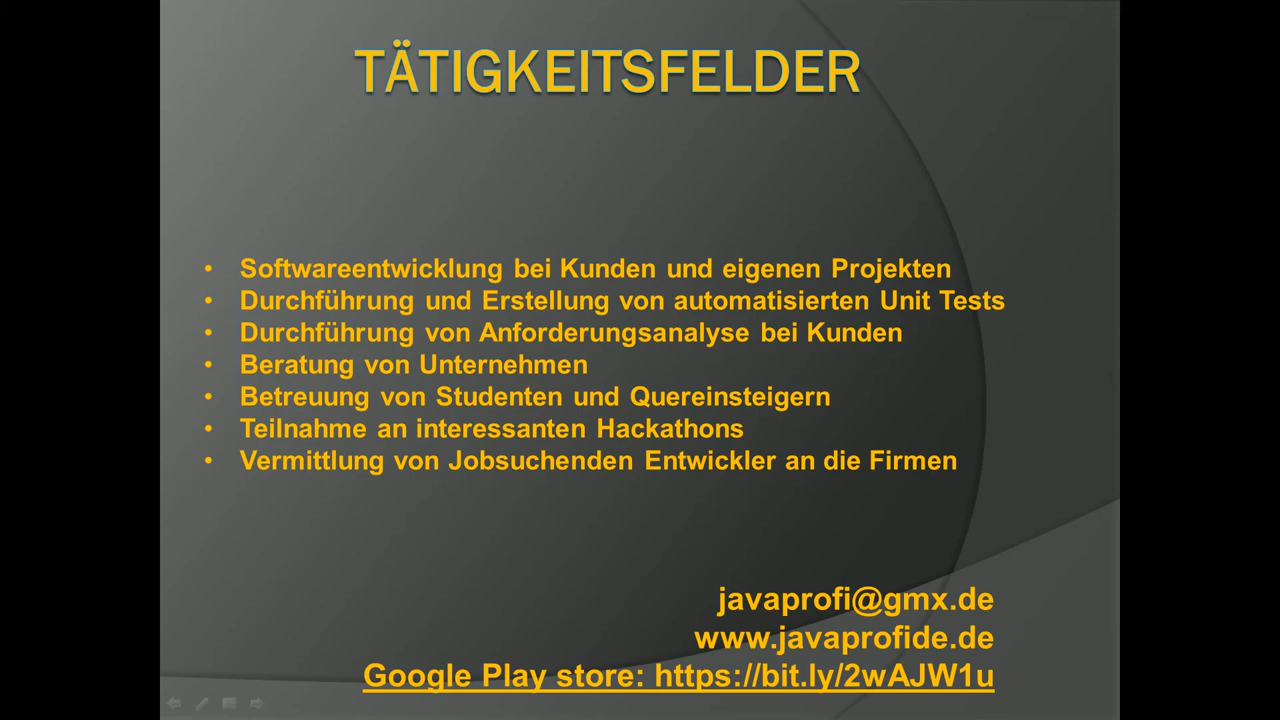 TÄTIGKEITSFELDER
• Softwareentwicklung bei Kunden und eigenen Projekten
• Durchführung und Erstellung von automatisierten Unit Tests
• Durchführung von Anforderungsanalyse bei Kunden
• Beratung von Unternehmen
• Betreuung von Studenten und Quereinsteigern
• Teilnahme an interessanten Hackathons
• Vermittlung von Jobsuchenden Entwickler an die Firmen
javaprofi@gmx.de
www.javaprofide.de
Google Play store: https://bit.ly/2wAJW1u